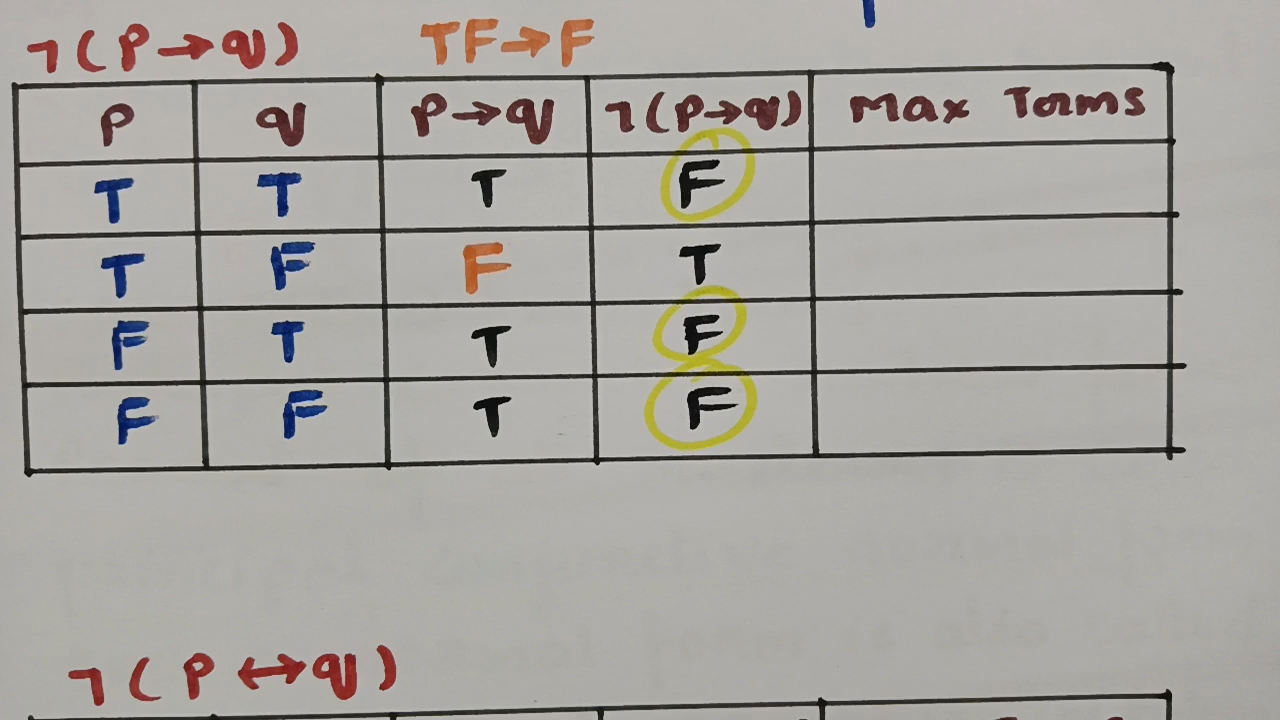 ¬(P→q) TF→F
P q P→q ¬(P→q) Max Terms
T T T F
T F F T
F T T F
F F T F
¬(P↔q)